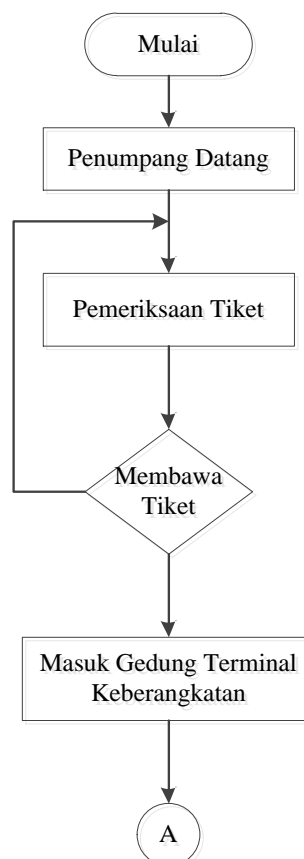 Mulai
Penumpang Datang
Pemeriksaan Tiket
Membawa
Tiket
Masuk Gedung Terminal
Keberangkatan
A